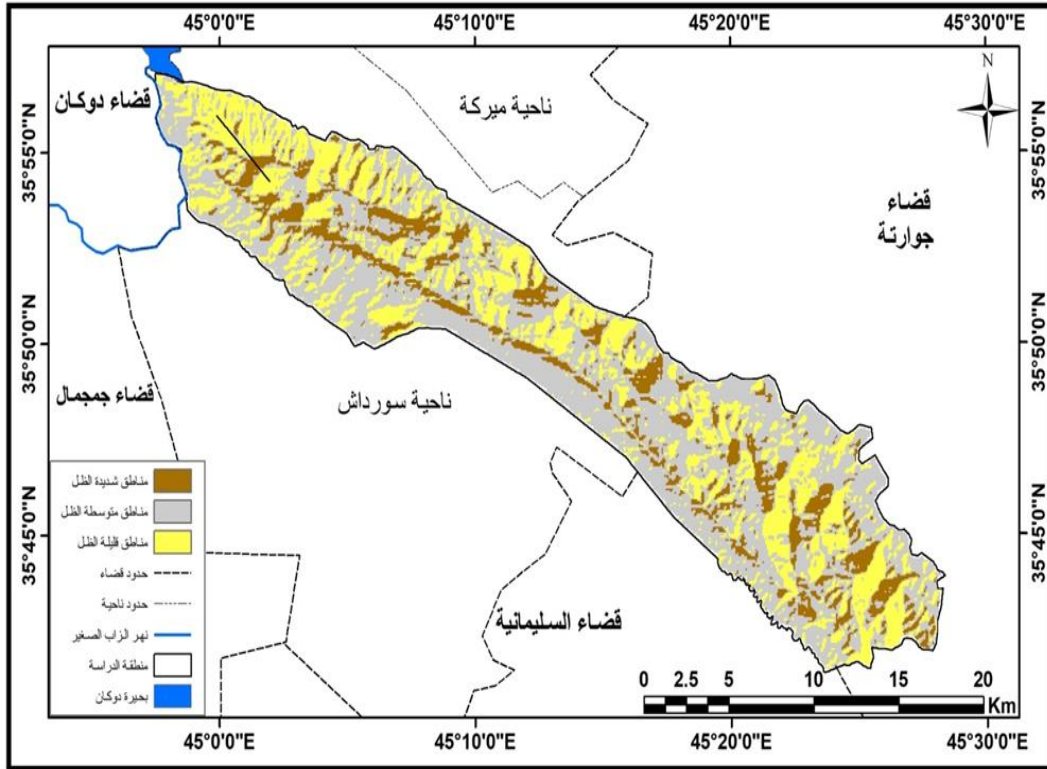 45°0'0"E 45°10'0"E 45°20'0"E 45°30'0"E
N
قضاء دوكان
ناحية ميركة
35°55'0"N 35°55'0"N
قضاء
جوارتة
35°50'0"N 35°50'0"N
قضاء جمجمال
ناحية سورداش
مناطق شديدة الظل
مناطق متوسطة الظل
مناطق قليلة الظل
حدود قضاء
حدود ناحية
نهر الزاب الصغير
منطقة الدراسة
بحيرة دوكان
35°45'0"N 35°45'0"N
قضاء السليمانية
0 2.5 5 10 15 20
Km
45°0'0"E 45°10'0"E 45°20'0"E 45°30'0"E